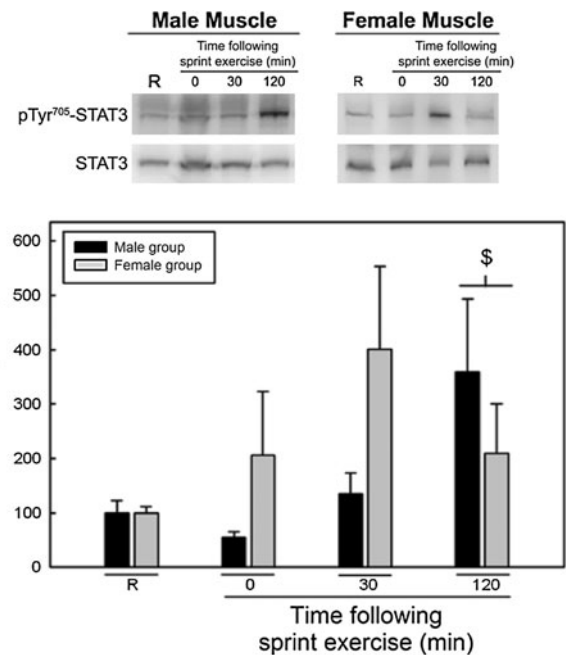 Male Muscle
Female Muscle
Time following
sprint exercise (min)
R 0 30 120
Time following
sprint exercise (min)
R 0 30 120
pTyr⁷⁰⁵-STAT3
STAT3
Male group
Female group
$
600
500
400
300
200
100
0
R 0 30 120
Time following
sprint exercise (min)